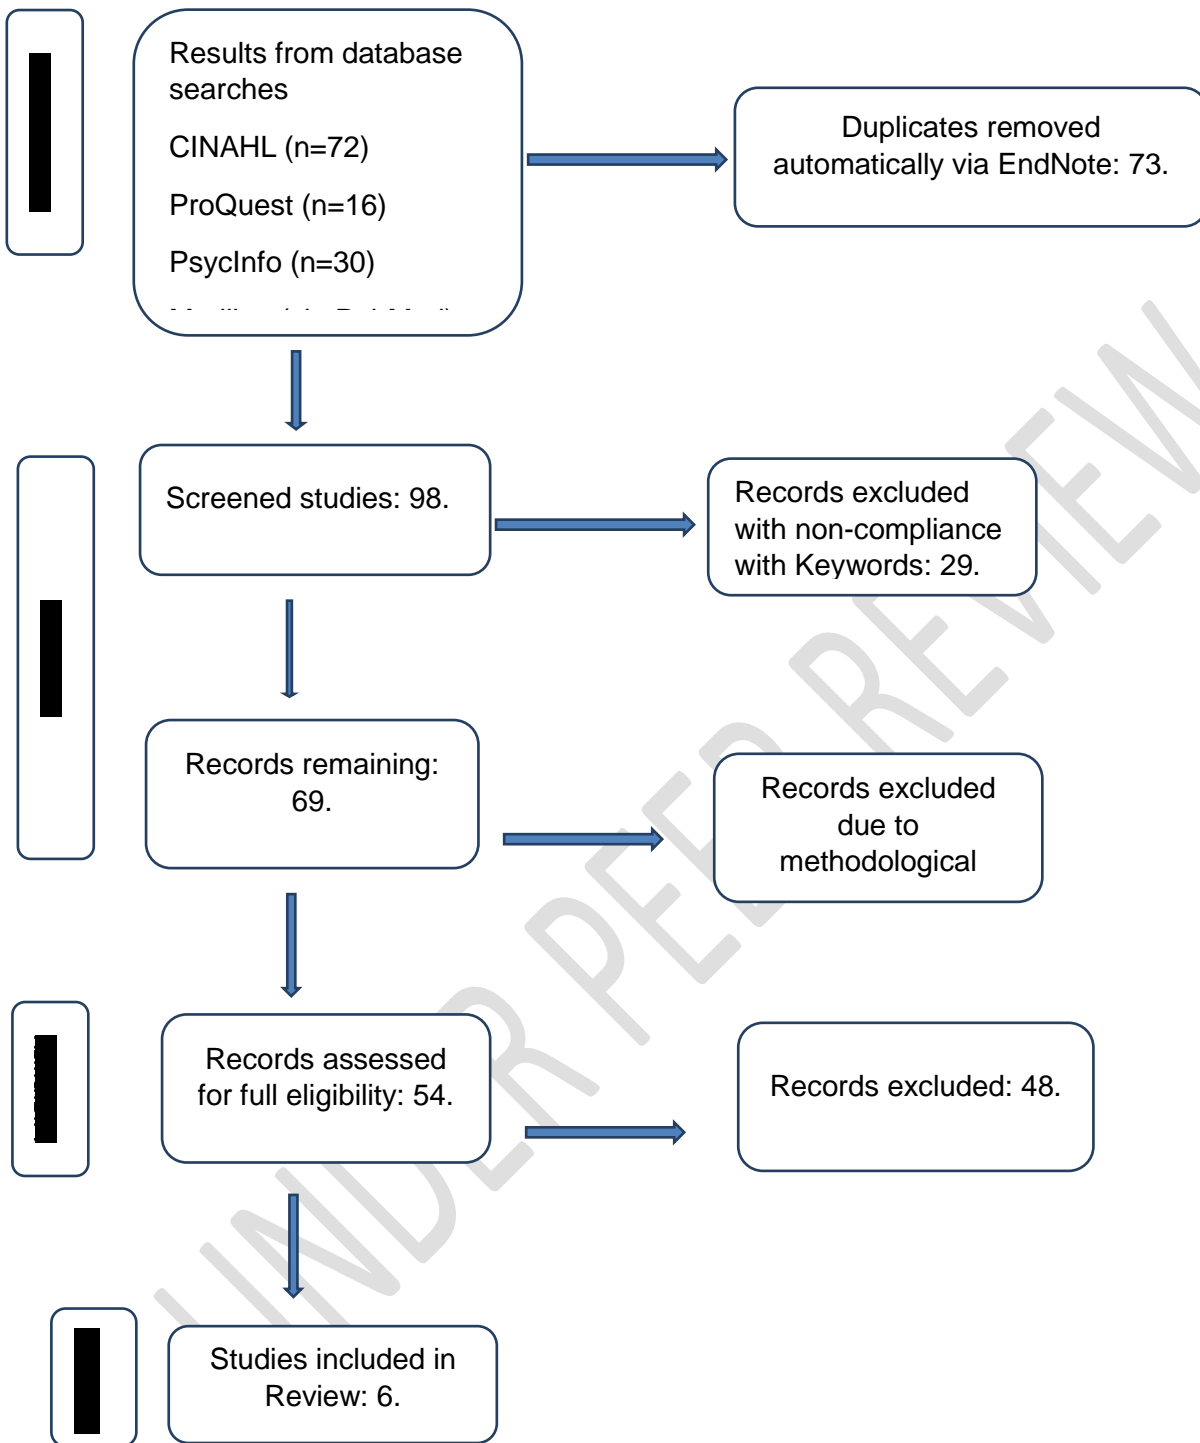 Results from database
searches
CINAHL (n=72)
ProQuest (n=16)
PsycInfo (n=30)
Duplicates removed
automatically via EndNote: 73.
Screened studies: 98.
Records excluded
with non-compliance
with Keywords: 29.
Records remaining:
69.
Records excluded
due to
methodological
Records assessed
for full eligibility: 54.
Records excluded: 48.
Studies included in
Review: 6.
UNDER PEER REVIEW